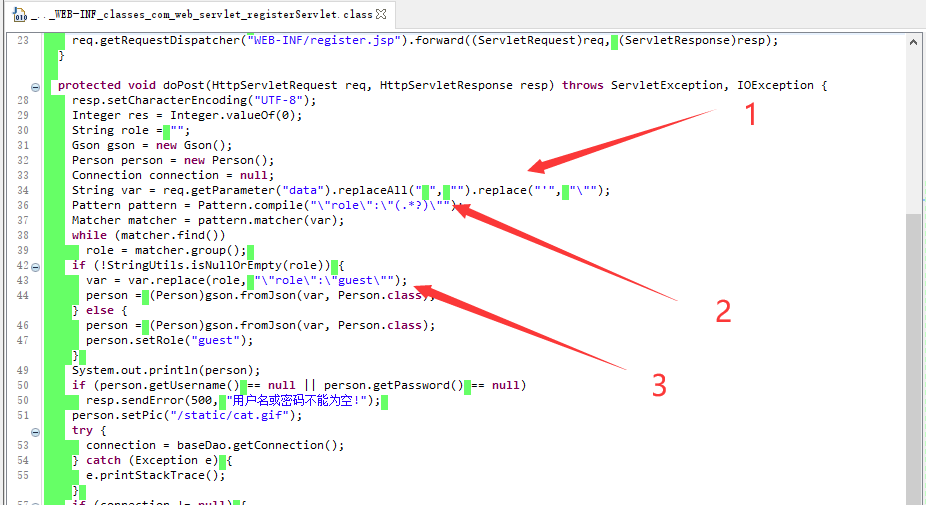 _..._WEB-INF_classes_com_web_servlet_registerServlet.class
23 req.getRequestDispatcher("WEB-INF/register.jsp").forward((ServletRequest)req, (ServletResponse)resp);
}
protected void doPost(HttpServletRequest req, HttpServletResponse resp) throws ServletException, IOException {
28 resp.setCharacterEncoding("UTF-8");
29 Integer res = Integer.valueOf(0);
30 String role = "";
31 Gson gson = new Gson();
32 Person person = new Person();
33 Connection connection = null;
34 String var = req.getParameter("data").replaceAll(" ", "").replace("'", "\"");
36 Pattern pattern = Pattern.compile("\"role\":\"(.*?)\"");
37 Matcher matcher = pattern.matcher(var);
38 while (matcher.find())
39 role = matcher.group();
42 if (!StringUtils.isNullOrEmpty(role)) {
43 var = var.replace(role, "\"role\":\"guest\"");
44 person = (Person)gson.fromJson(var, Person.class);
} else {
46 person = (Person)gson.fromJson(var, Person.class);
47 person.setRole("guest");
}
49 System.out.println(person);
50 if (person.getUsername() == null || person.getPassword() == null)
50 resp.sendError(500, "用户名或密码不能为空!");
51 person.setPic("/static/cat.gif");
try {
53 connection = baseDao.getConnection();
54 } catch (Exception e) {
55 e.printStackTrace();
}
57 if (connection != null) {
1
2
3